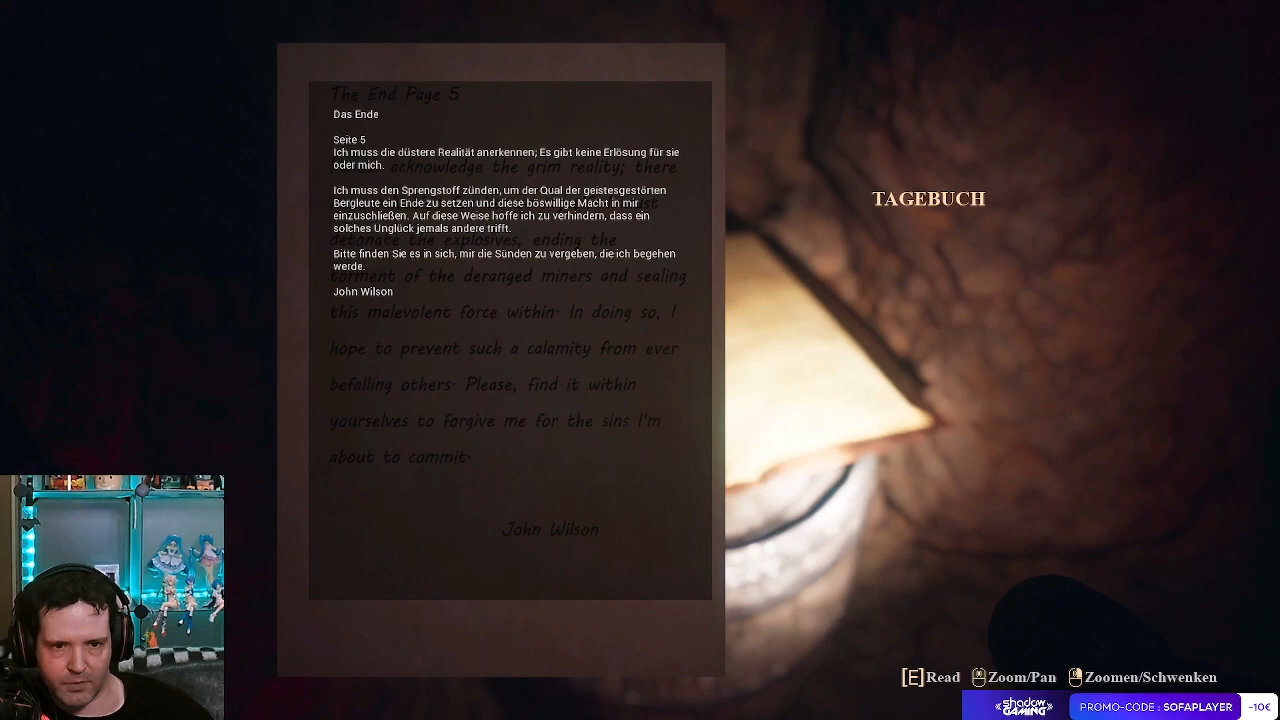 The End Page 5
Das Ende
Seite 5
Ich muss die düstere Realität anerkennen; Es gibt keine Erlösung für sie
oder mich.
Ich muss den Sprengstoff zünden, um der Qual der geistesgestörten
Bergleute ein Ende zu setzen und diese böswillige Macht in mir
einzuschließen. Auf diese Weise hoffe ich zu verhindern, dass ein
solches Unglück jemals andere trifft.
Bitte finden Sie es in sich, mir die Sünden zu vergeben, die ich begehen
werde.
John Wilson
acknowledge the grim reality; there
detonate the explosives, ending the
torment of the deranged miners and sealing
this malevolent force within. In doing so, I
hope to prevent such a calamity from ever
befalling others. Please, find it within
yourselves to forgive me for the sins I'm
about to commit.
John Wilson
TAGEBUCH
[E]Read Zoom/Pan Zoomen/Schwenken
shadow GAMING PROMO-CODE : SOFAPLAYER -10€